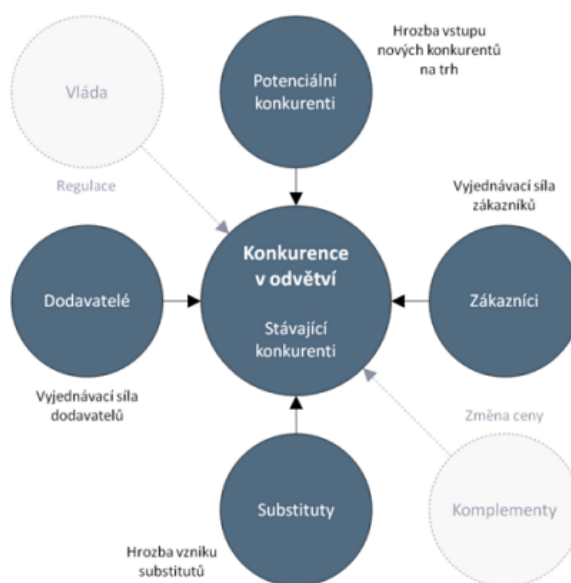 Hrozba vstupu
nových konkurentů
na trh
Potenciální
konkurenti
Vláda
Regulace
Vyjednávací síla
zákazníků
Konkurence
v odvětví
Stávající
konkurenti
Dodavatelé
Zákazníci
Vyjednávací síla
dodavatelů
Změna ceny
Substituty
Komplementy
Hrozba vzniku
substitutů